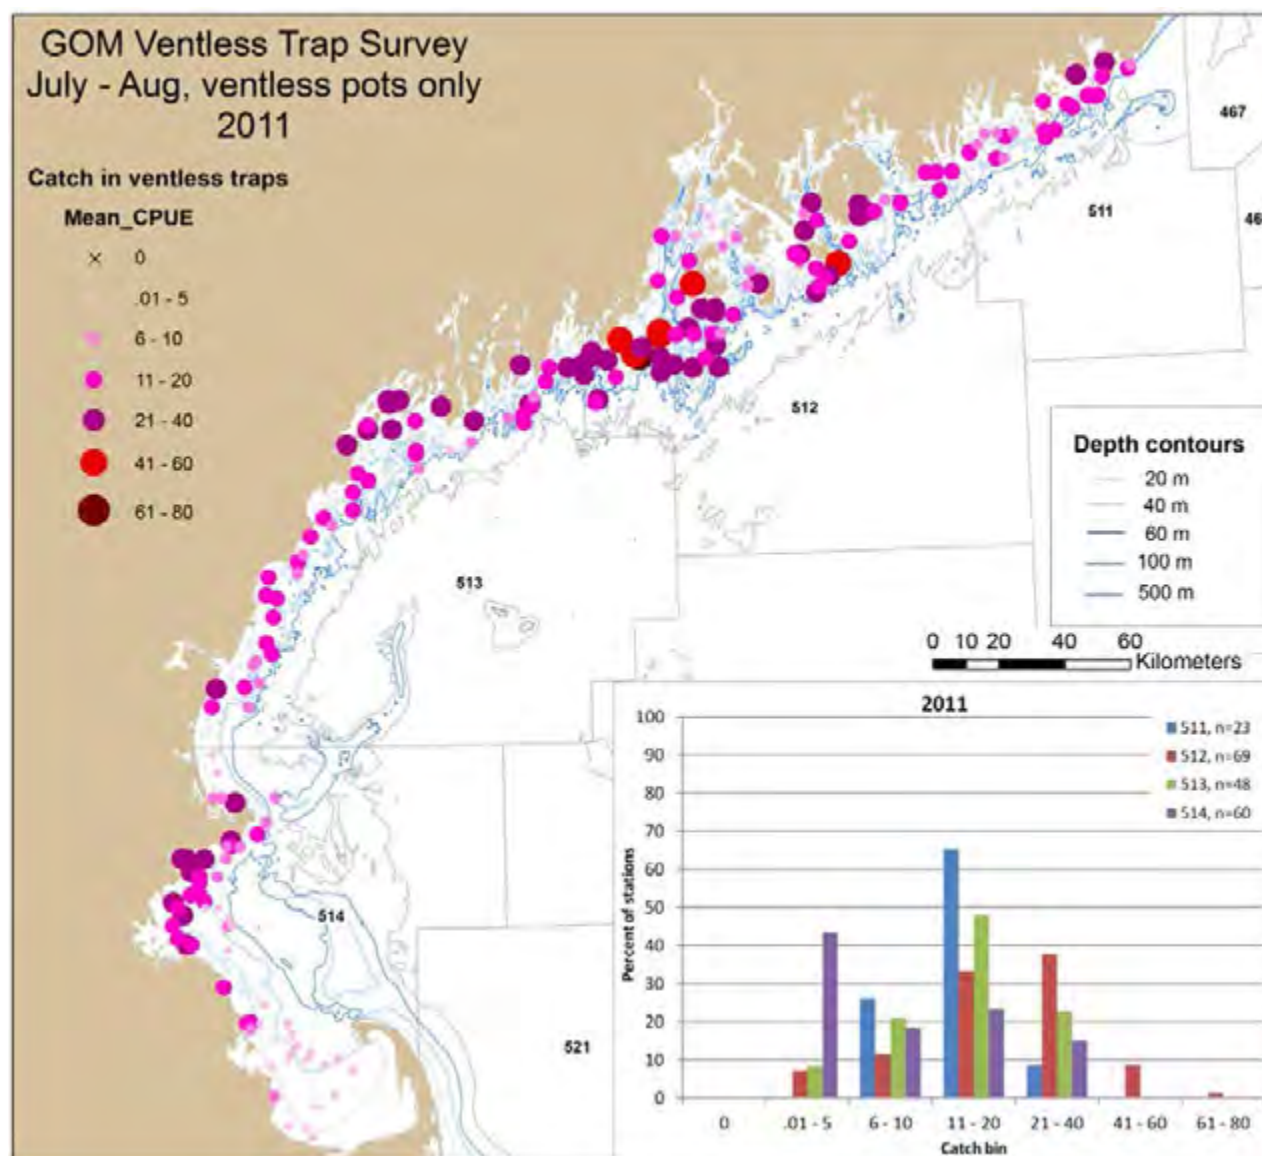 GOM Ventless Trap Survey
July - Aug, ventless pots only
2011
Catch in ventless traps
Mean_CPUE
0
.01 - 5
6 - 10
11 - 20
21 - 40
41 - 60
61 - 80
467
511
46
512
513
514
521
Depth contours
20 m
40 m
60 m
100 m
500 m
0 10 20 40 60
Kilometers
2011
100
90
80
70
60
50
40
30
20
10
0
Percent of stations
511, n=23
512, n=69
513, n=48
514, n=60
0 .01 - 5 6 - 10 11 - 20 21 - 40 41 - 60 61 - 80
Catch bin